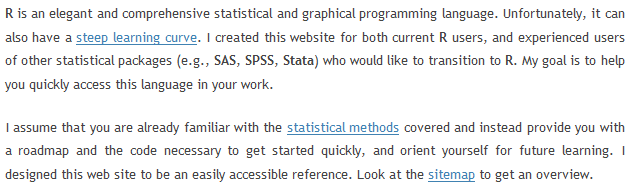 R is an elegant and comprehensive statistical and graphical programming language. Unfortunately, it can
also have a steep learning curve. I created this website for both current R users, and experienced users
of other statistical packages (e.g., SAS, SPSS, Stata) who would like to transition to R. My goal is to help
you quickly access this language in your work.
I assume that you are already familiar with the statistical methods covered and instead provide you with
a roadmap and the code necessary to get started quickly, and orient yourself for future learning. I
designed this web site to be an easily accessible reference. Look at the sitemap to get an overview.